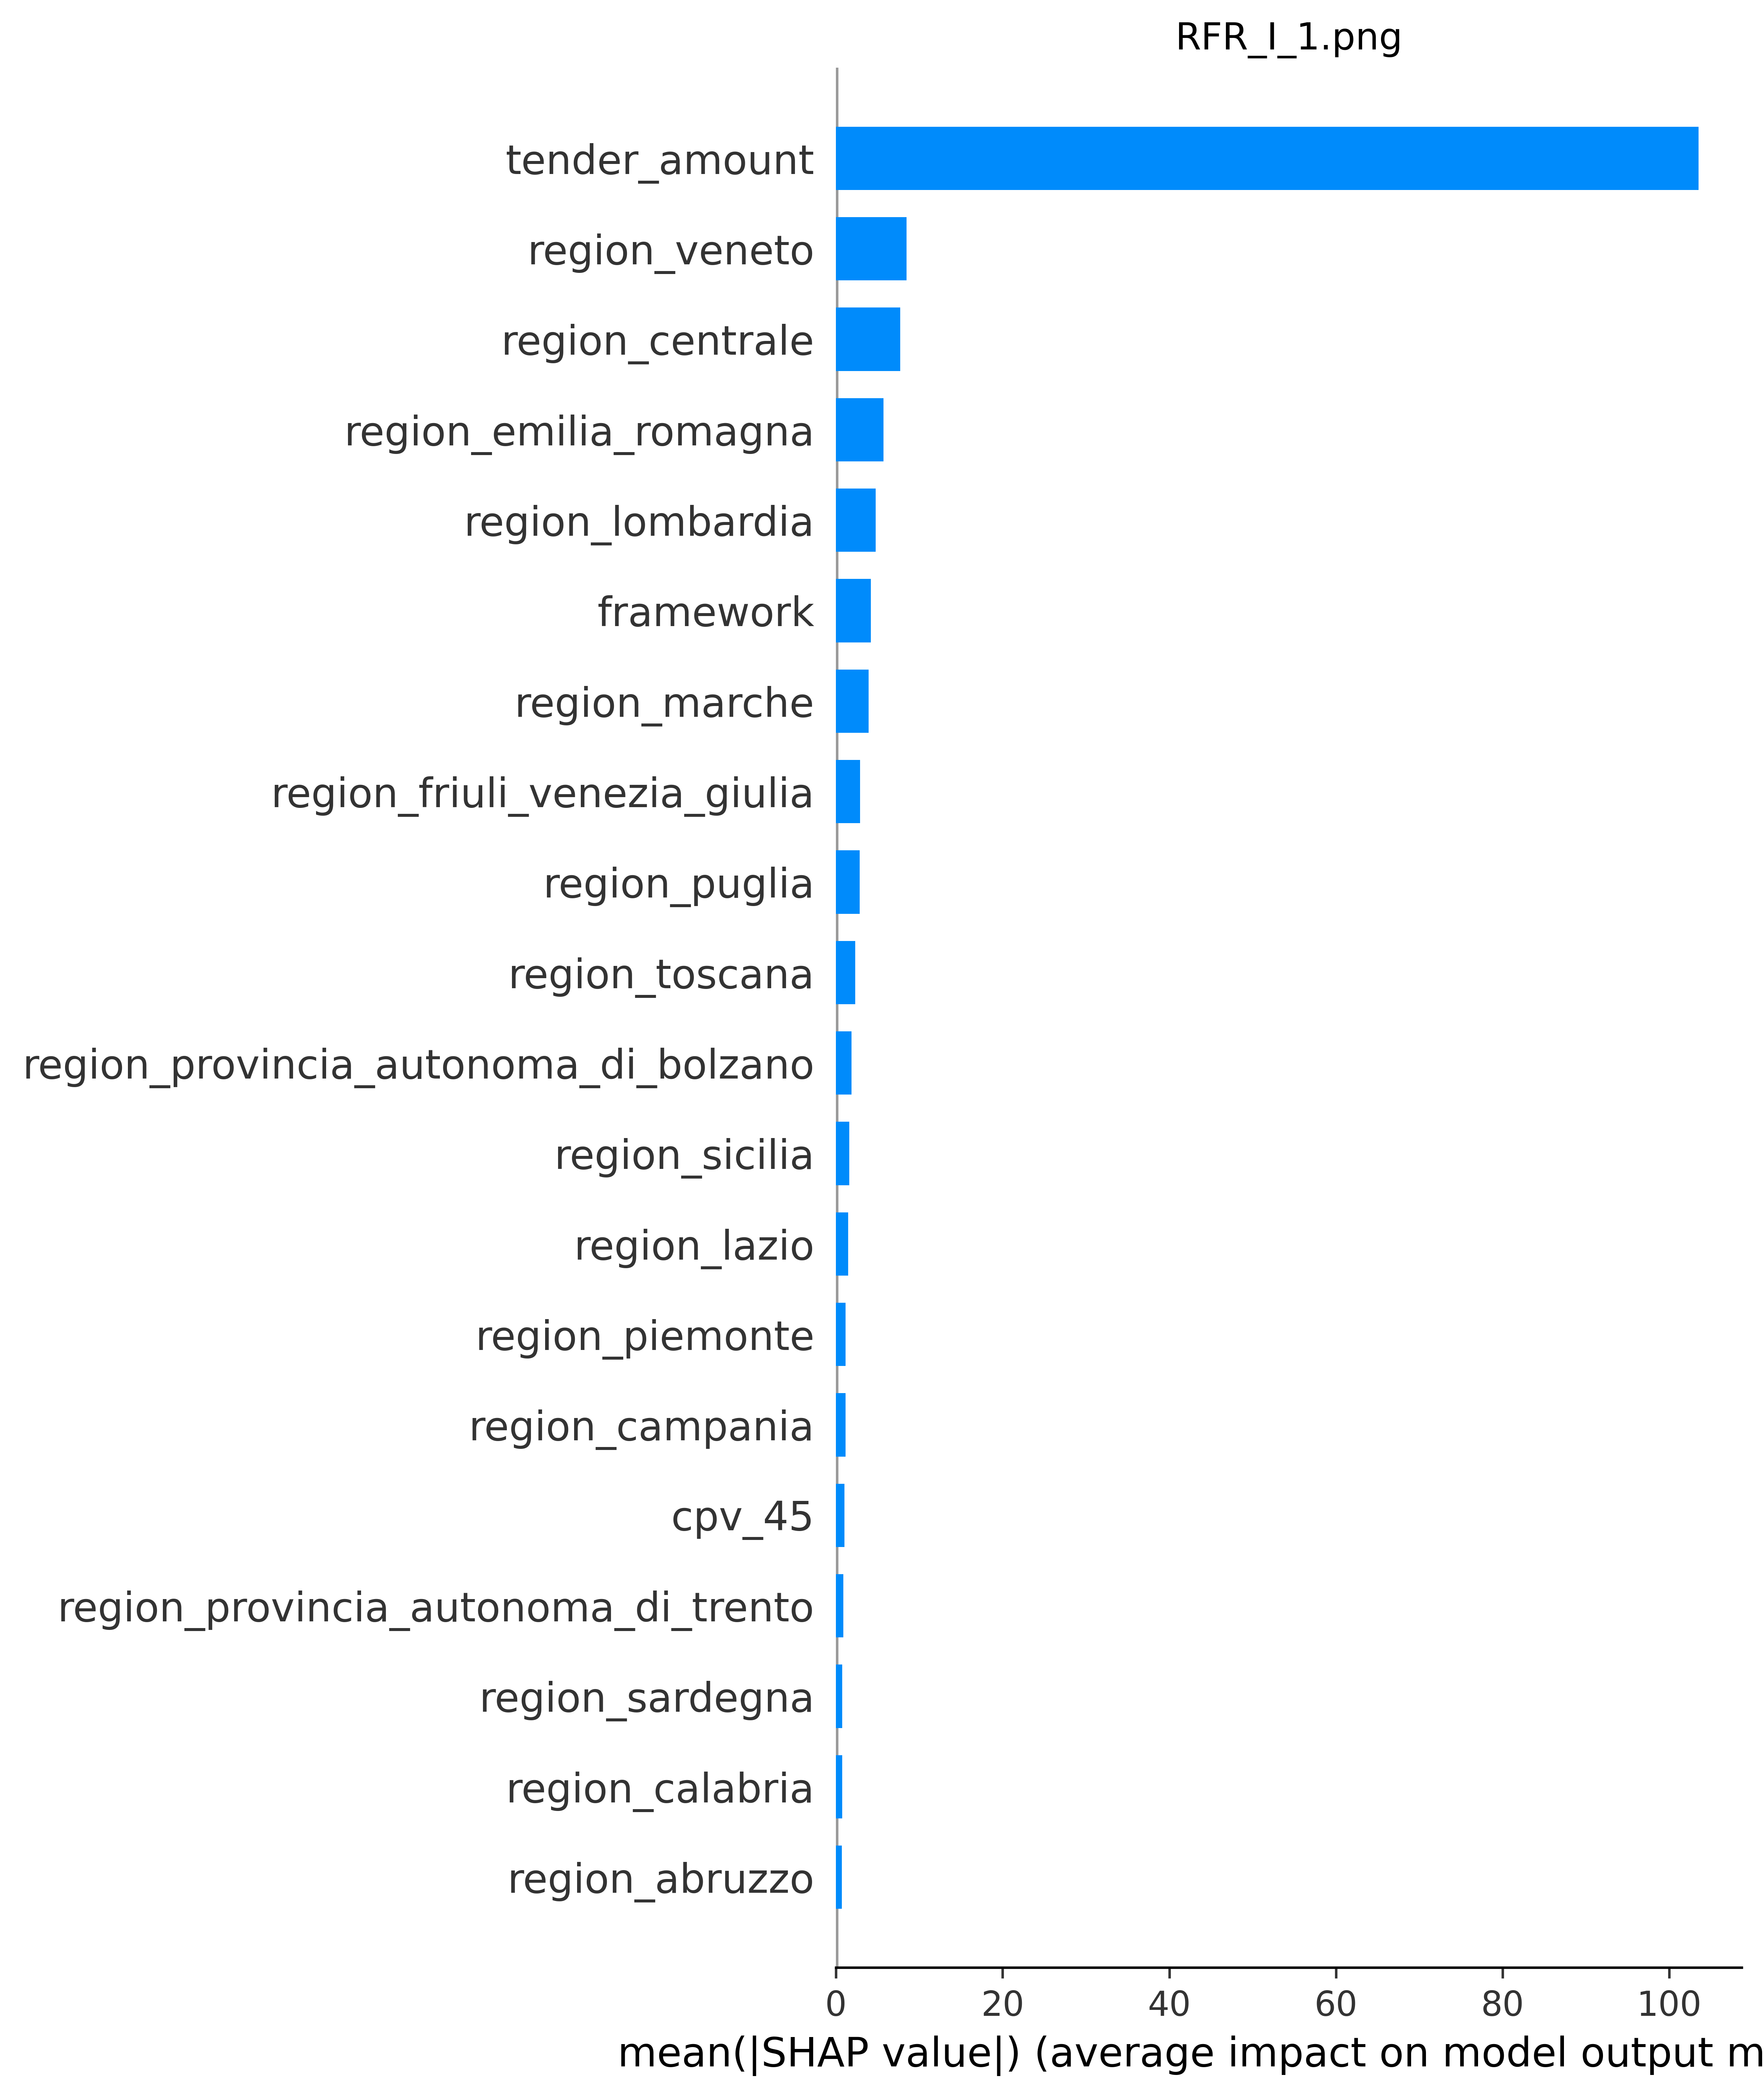 RFR_I_1.png
tender_amount
region_veneto
region_centrale
region_emilia_romagna
region_lombardia
framework
region_marche
region_friuli_venezia_giulia
region_puglia
region_toscana
region_provincia_autonoma_di_bolzano
region_sicilia
region_lazio
region_piemonte
region_campania
cpv_45
region_provincia_autonoma_di_trento
region_sardegna
region_calabria
region_abruzzo
0 20 40 60 80 100
mean(|SHAP value|) (average impact on model output m